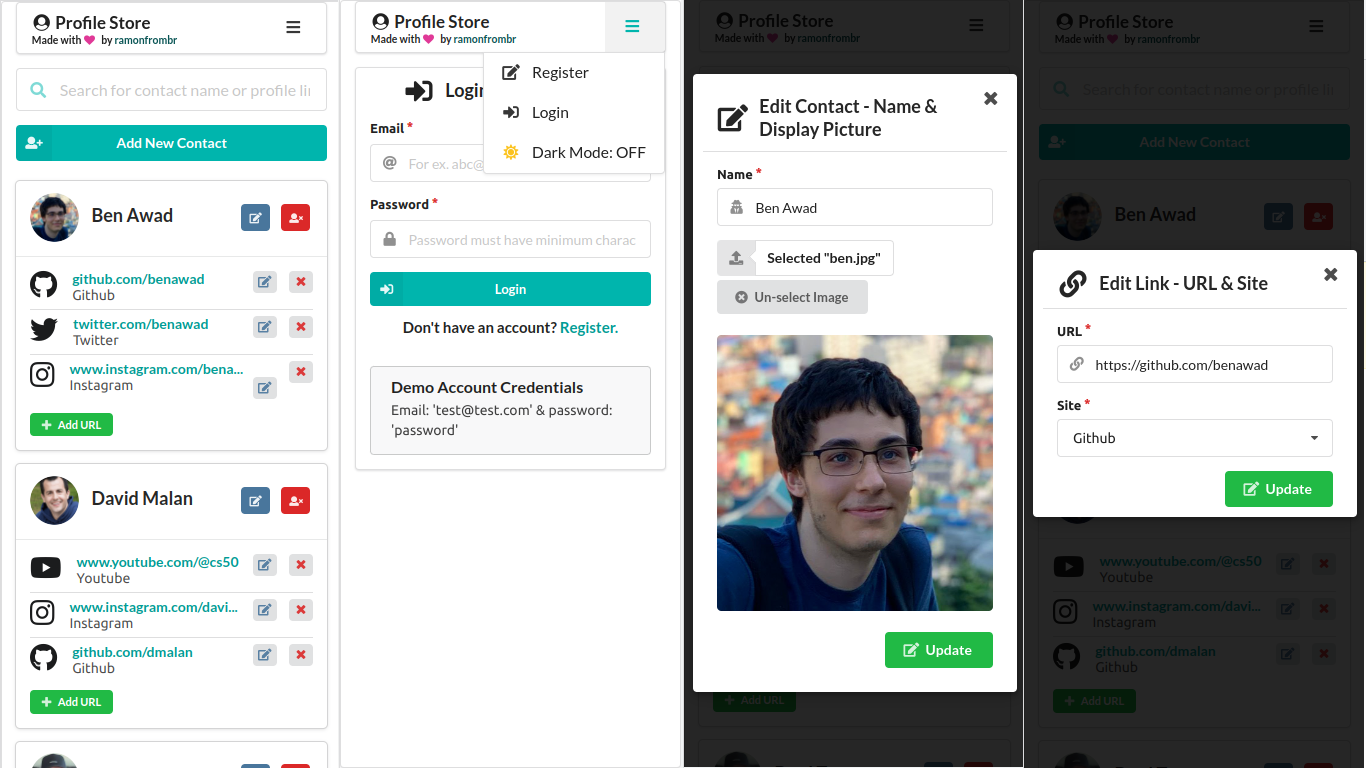 Profile Store
Made with by ramonfrombr
Search for contact name or profile lin
Add New Contact
Ben Awad
github.com/benawad
Github
twitter.com/benawad
Twitter
www.instagram.com/bena...
Instagram
Add URL
David Malan
www.youtube.com/@cs50
Youtube
www.instagram.com/davi...
Instagram
github.com/dmalan
Github
Add URL
Profile Store
Made with by ramonfrombr
Register
Login
Dark Mode: OFF
Login
Email *
For ex. abc@
Password *
Password must have minimum charac
Login
Don't have an account? Register.
Demo Account Credentials
Email: 'test@test.com' & password:
'password'
Profile Store
Made with by ramonfrombr
Edit Contact - Name &
Display Picture
Name *
Ben Awad
Selected "ben.jpg"
Un-select Image
Update
Add URL
Profile Store
Made with by ramonfrombr
Search for contact name or profile lin
Add New Contact
Ben Awad
Edit Link - URL & Site
URL *
https://github.com/benawad
Site *
Github
Update
www.youtube.com/@cs50
Youtube
www.instagram.com/davi...
Instagram
github.com/dmalan
Github
Add URL